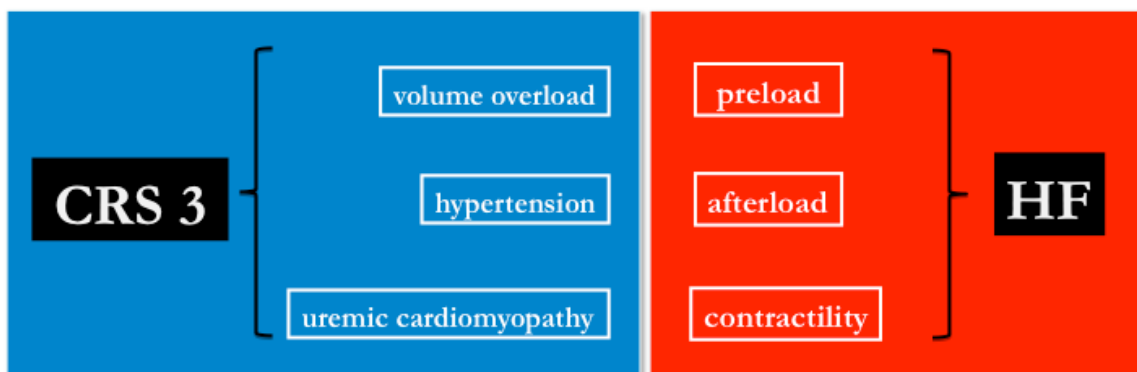 volume overload
preload
CRS 3
hypertension
afterload
HF
uremic cardiomyopathy
contractility